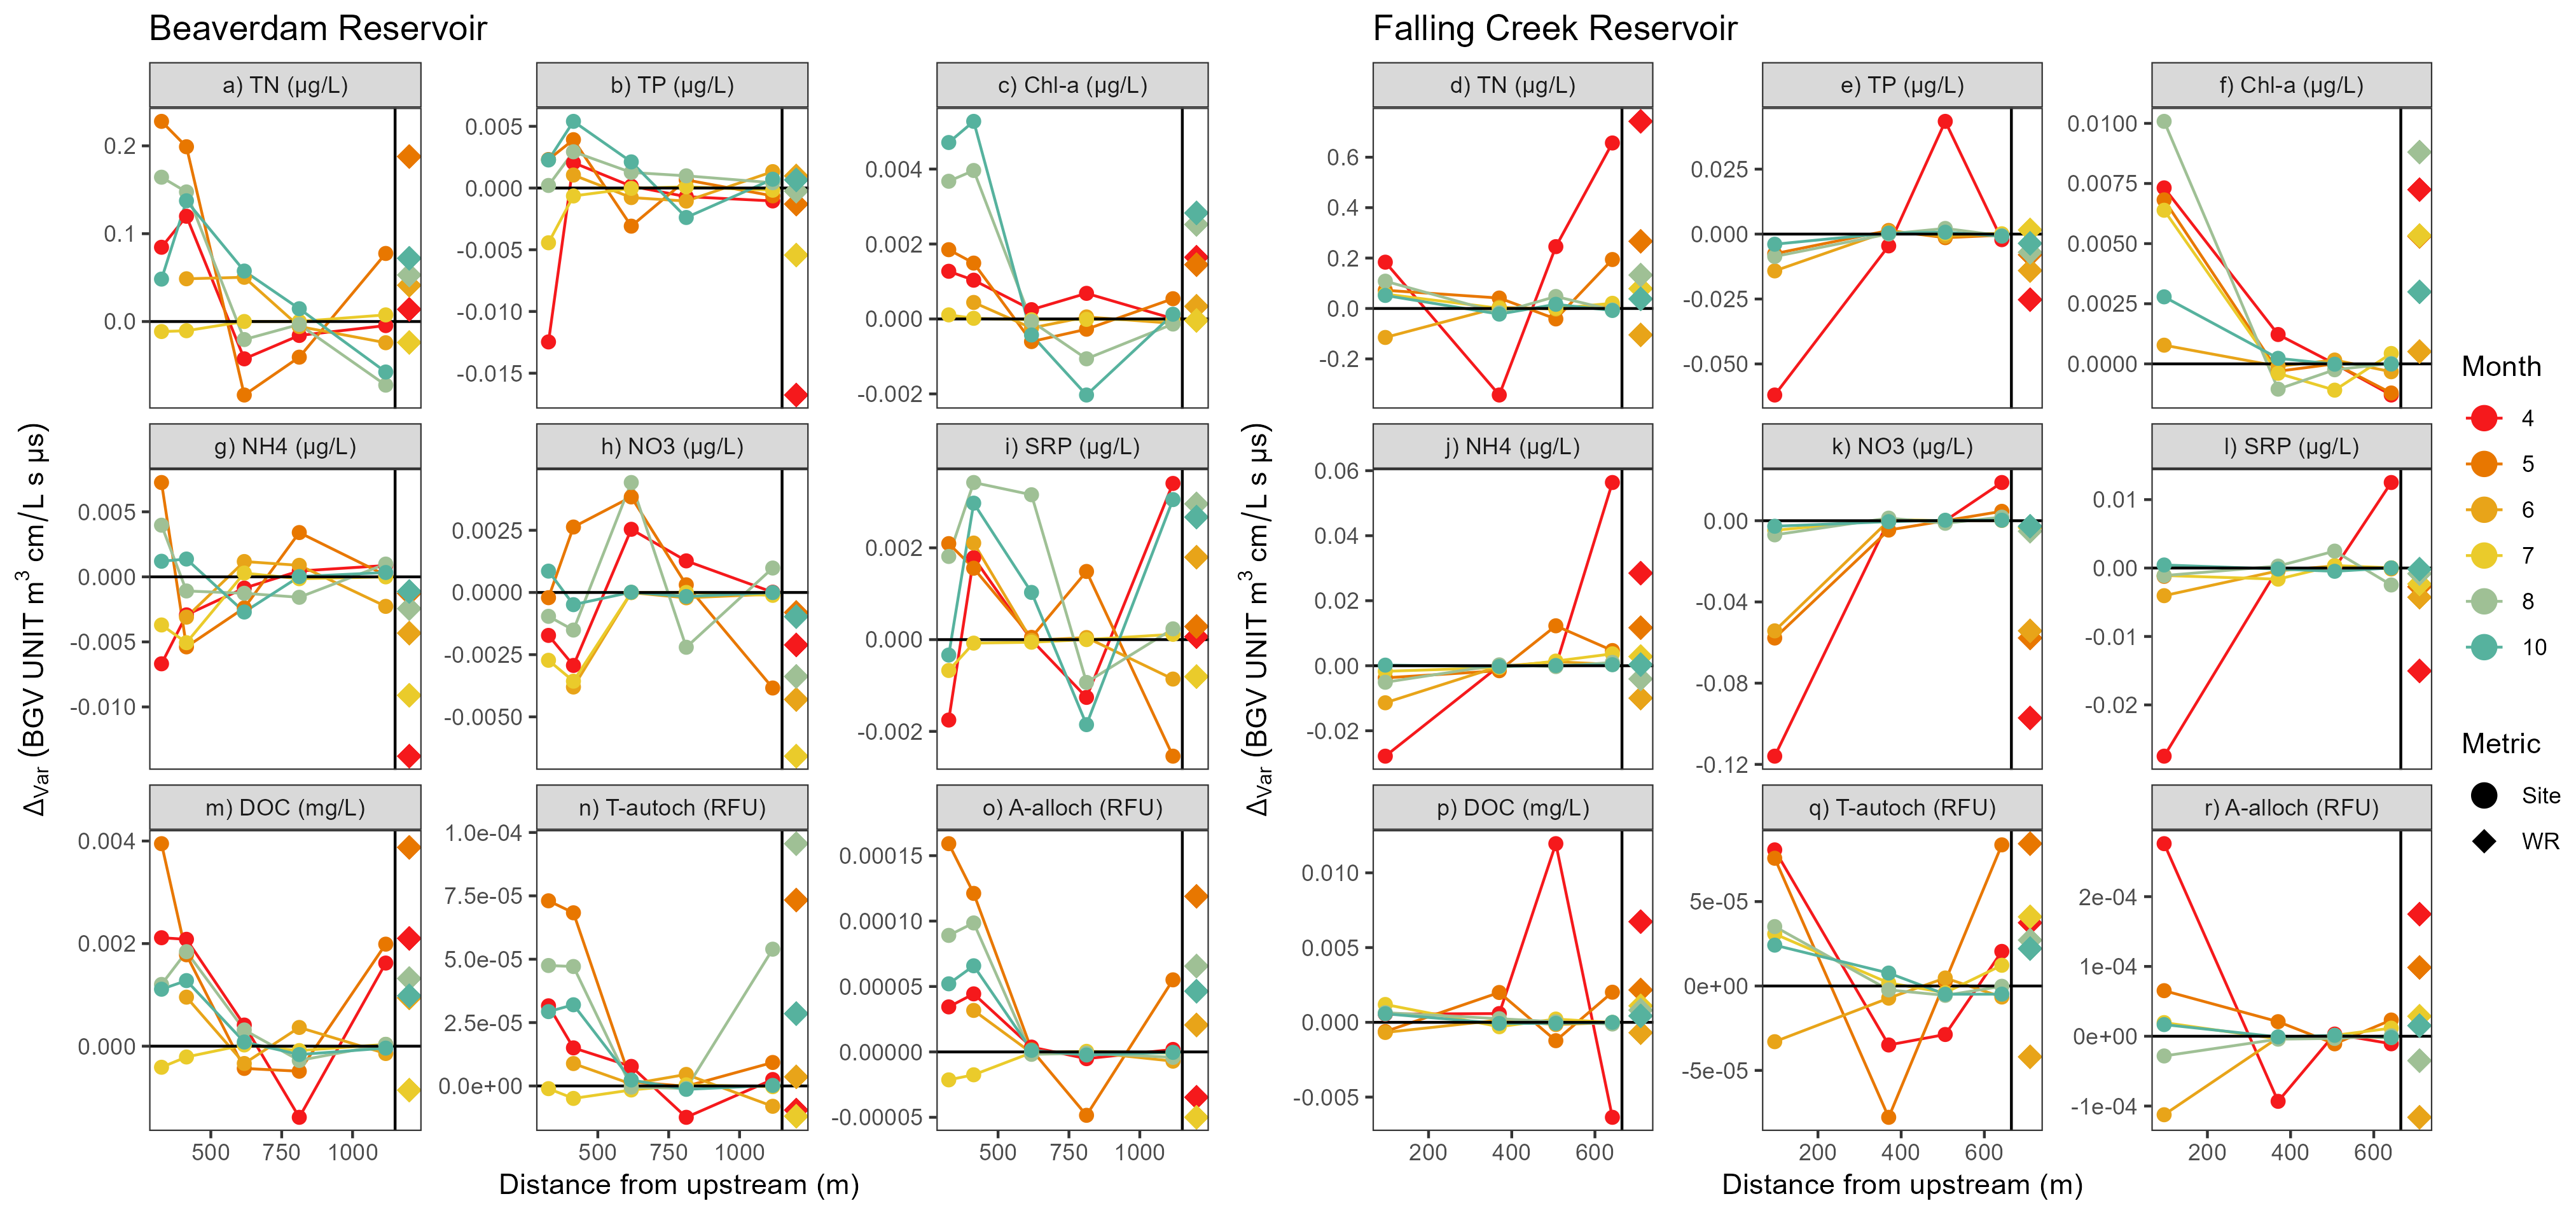 Beaverdam Reservoir
Falling Creek Reservoir
a) TN (µg/L)
b) TP (µg/L)
c) Chl-a (µg/L)
d) TN (µg/L)
e) TP (µg/L)
f) Chl-a (µg/L)
0.2
0.1
0.0
0.005
0.000
-0.005
-0.010
-0.015
0.004
0.002
0.000
-0.002
0.6
0.4
0.2
0.0
-0.2
0.025
0.000
-0.025
-0.050
0.0100
0.0075
0.0050
0.0025
0.0000
g) NH4 (µg/L)
h) NO3 (µg/L)
i) SRP (µg/L)
j) NH4 (µg/L)
k) NO3 (µg/L)
l) SRP (µg/L)
0.005
0.000
-0.005
-0.010
0.0025
0.0000
-0.0025
-0.0050
0.002
0.000
-0.002
0.06
0.04
0.02
0.00
-0.02
0.00
-0.04
-0.08
-0.12
0.01
0.00
-0.01
-0.02
m) DOC (mg/L)
n) T-autoch (RFU)
o) A-alloch (RFU)
p) DOC (mg/L)
q) T-autoch (RFU)
r) A-alloch (RFU)
0.004
0.002
0.000
1.0e-04
7.5e-05
5.0e-05
2.5e-05
0.0e+00
0.00015
0.00010
0.00005
0.00000
-0.00005
0.010
0.005
0.000
-0.005
5e-05
0e+00
-5e-05
2e-04
1e-04
0e+00
-1e-04
500 750 1000
500 750 1000
500 750 1000
200 400 600
200 400 600
200 400 600
Distance from upstream (m)
Distance from upstream (m)
Δ_Var (BGV UNIT m³ cm/L s µs)
Δ_Var (BGV UNIT m³ cm/L s µs)
Month
4
5
6
7
8
10
Metric
Site
WR